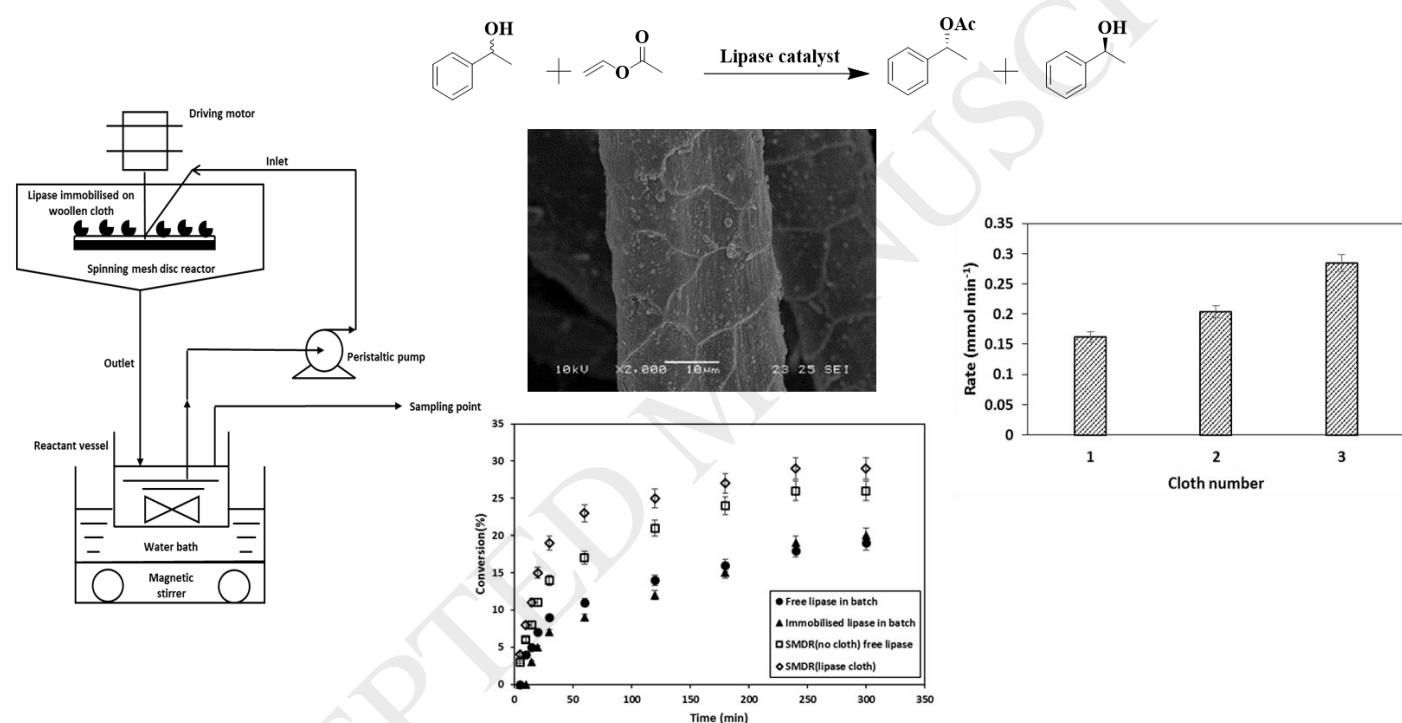 OH
O
O
Lipase catalyst
OAc
OH
Driving motor
Inlet
Lipase immobilised on
woollen cloth
Spinning mesh disc reactor
Outlet
Peristaltic pump
Sampling point
Reactant vessel
Water bath
Magnetic
stirrer
10kV X2,000 10µm 23 25 SEI
Conversion(%)
35
30
25
20
15
10
5
0
0 50 100 150 200 250 300 350
Time (min)
Free lipase in batch
Immobilised lipase in batch
SMDR(no cloth) free lipase
SMDR(lipase cloth)
Rate (mmol min-1)
0.35
0.3
0.25
0.2
0.15
0.1
0.05
0
1 2 3
Cloth number
PTED M NUSC